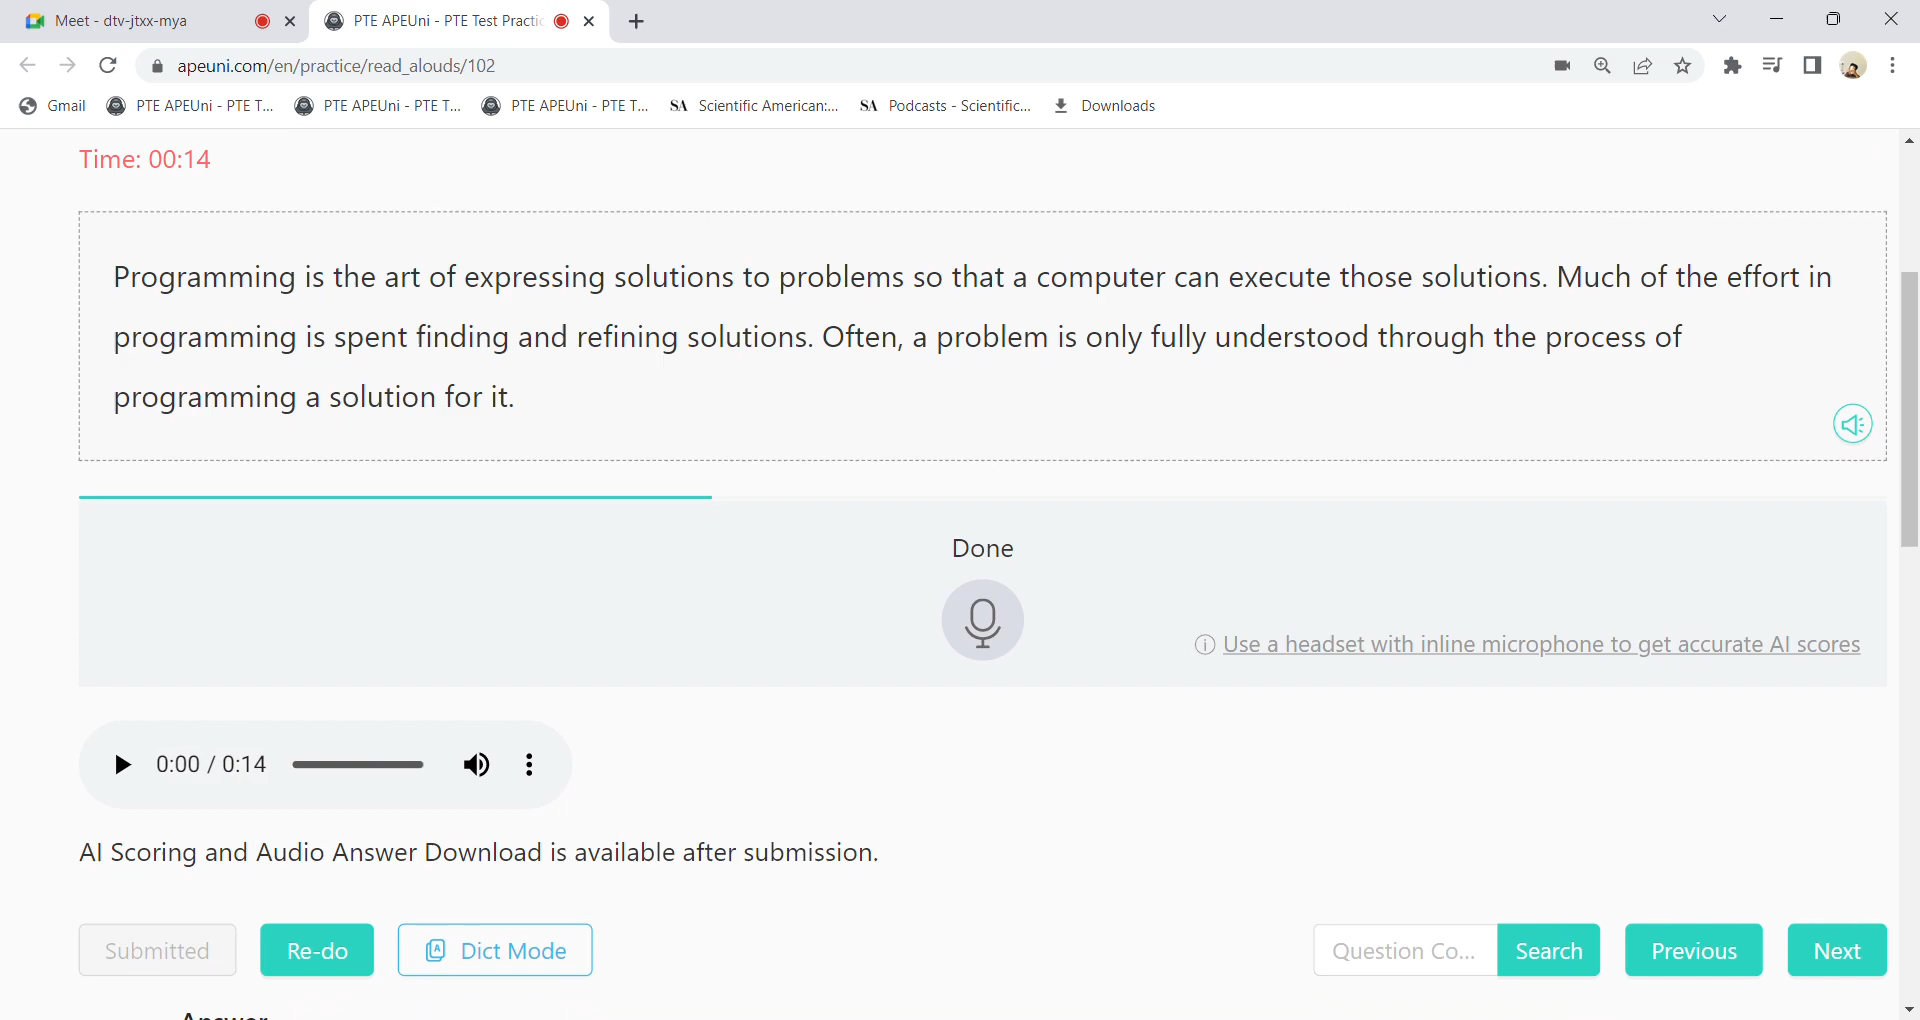 Meet - dtv-jtxx-mya
PTE APEUni - PTE Test Practic
apeuni.com/en/practice/read_alouds/102
Gmail
PTE APEUni - PTE T...
PTE APEUni - PTE T...
PTE APEUni - PTE T...
SA Scientific American:...
SA Podcasts - Scientific...
Downloads
Time: 00:14
Programming is the art of expressing solutions to problems so that a computer can execute those solutions. Much of the effort in
programming is spent finding and refining solutions. Often, a problem is only fully understood through the process of
programming a solution for it.
Done
Use a headset with inline microphone to get accurate AI scores
0:00 / 0:14
AI Scoring and Audio Answer Download is available after submission.
Submitted
Re-do
Dict Mode
Question Co...
Search
Previous
Next
Answer